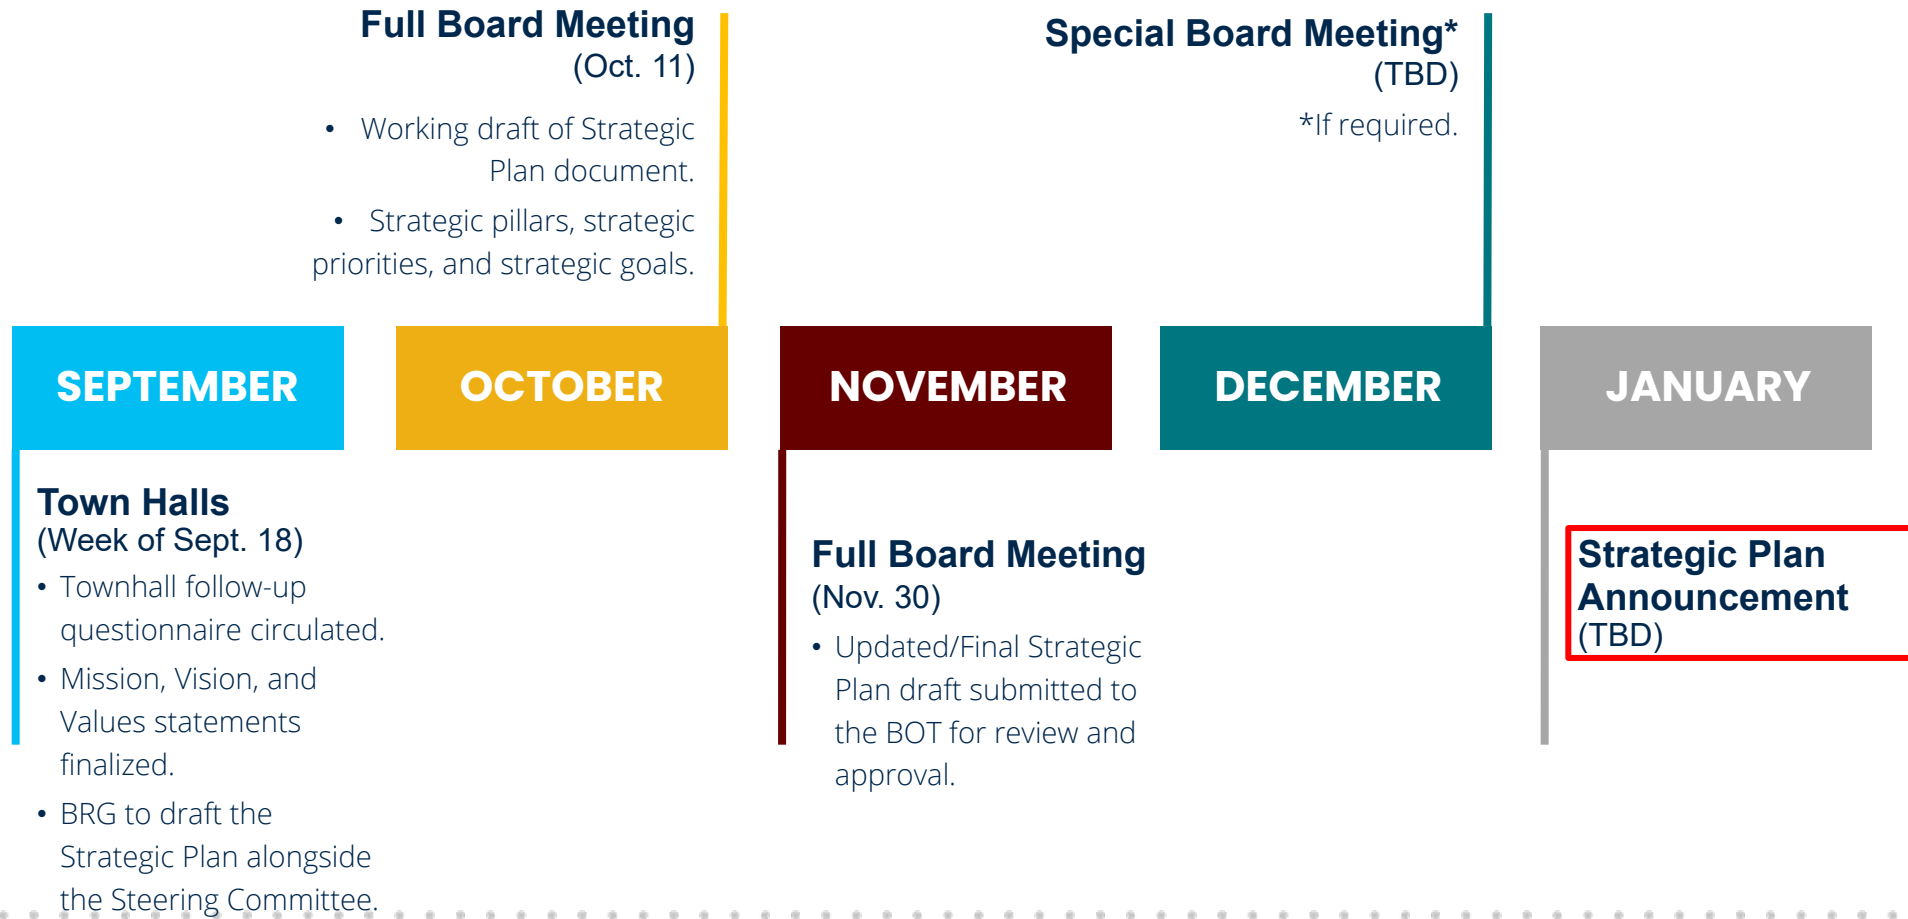 Full Board Meeting
(Oct. 11)
• Working draft of Strategic
Plan document.
• Strategic pillars, strategic
priorities, and strategic goals.
Special Board Meeting*
(TBD)
*If required.
SEPTEMBER
OCTOBER
NOVEMBER
DECEMBER
JANUARY
Town Halls
(Week of Sept. 18)
• Townhall follow-up
questionnaire circulated.
• Mission, Vision, and
Values statements
finalized.
• BRG to draft the
Strategic Plan alongside
the Steering Committee.
Full Board Meeting
(Nov. 30)
• Updated/Final Strategic
Plan draft submitted to
the BOT for review and
approval.
Strategic Plan
Announcement
(TBD)